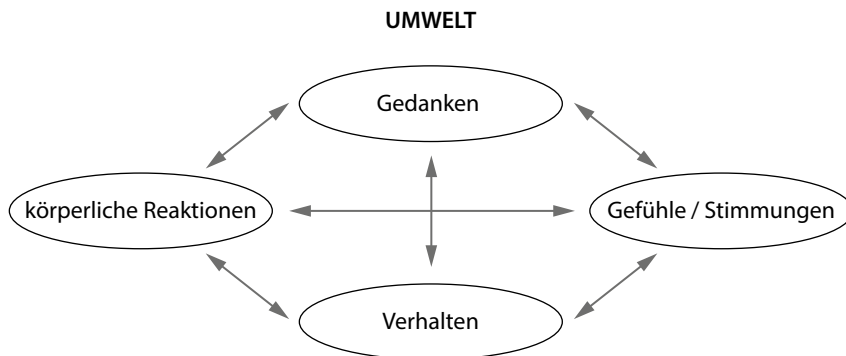 UMWELT
Gedanken
körperliche Reaktionen
Gefühle / Stimmungen
Verhalten